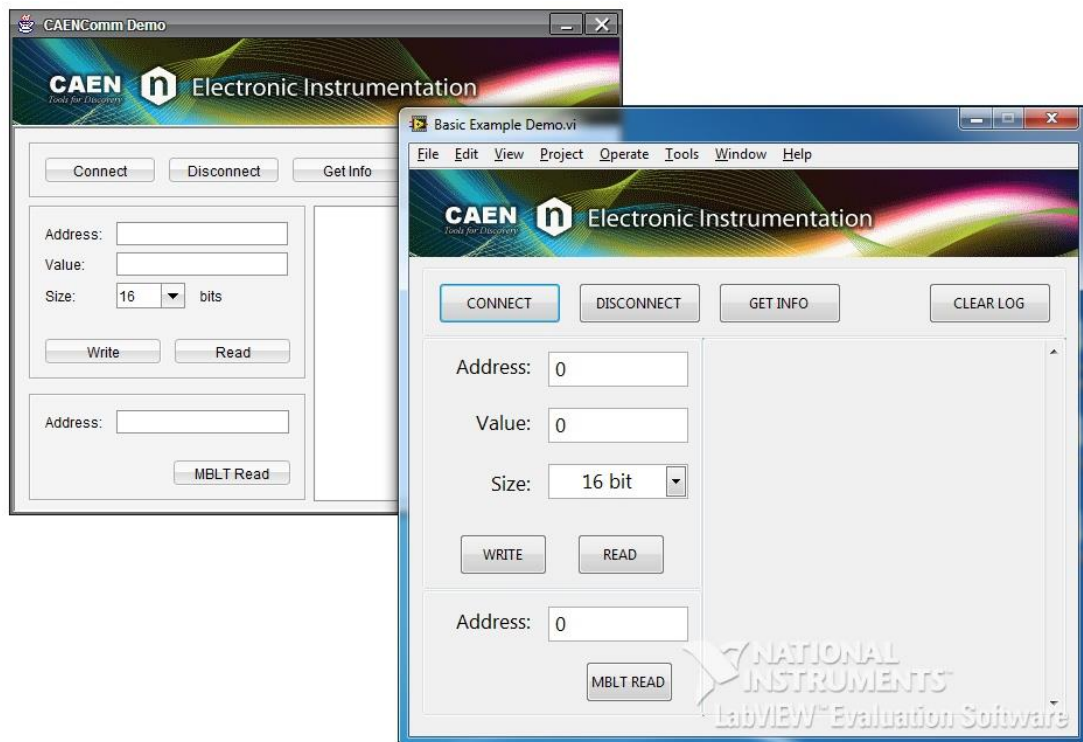 CAENComm Demo
CAEN n Electronic Instrumentation
Tools for Discovery
Connect Disconnect Get Info
Address:
Value:
Size: 16 bits
Write Read
Address:
MBLT Read
Basic Example Demo.vi
File Edit View Project Operate Tools Window Help
CAEN n Electronic Instrumentation
Tools for Discovery
CONNECT DISCONNECT GET INFO CLEAR LOG
Address: 0
Value: 0
Size: 16 bit
WRITE READ
Address: 0
MBLT READ
NATIONAL
INSTRUMENTS™
LabVIEW™ Evaluation Software